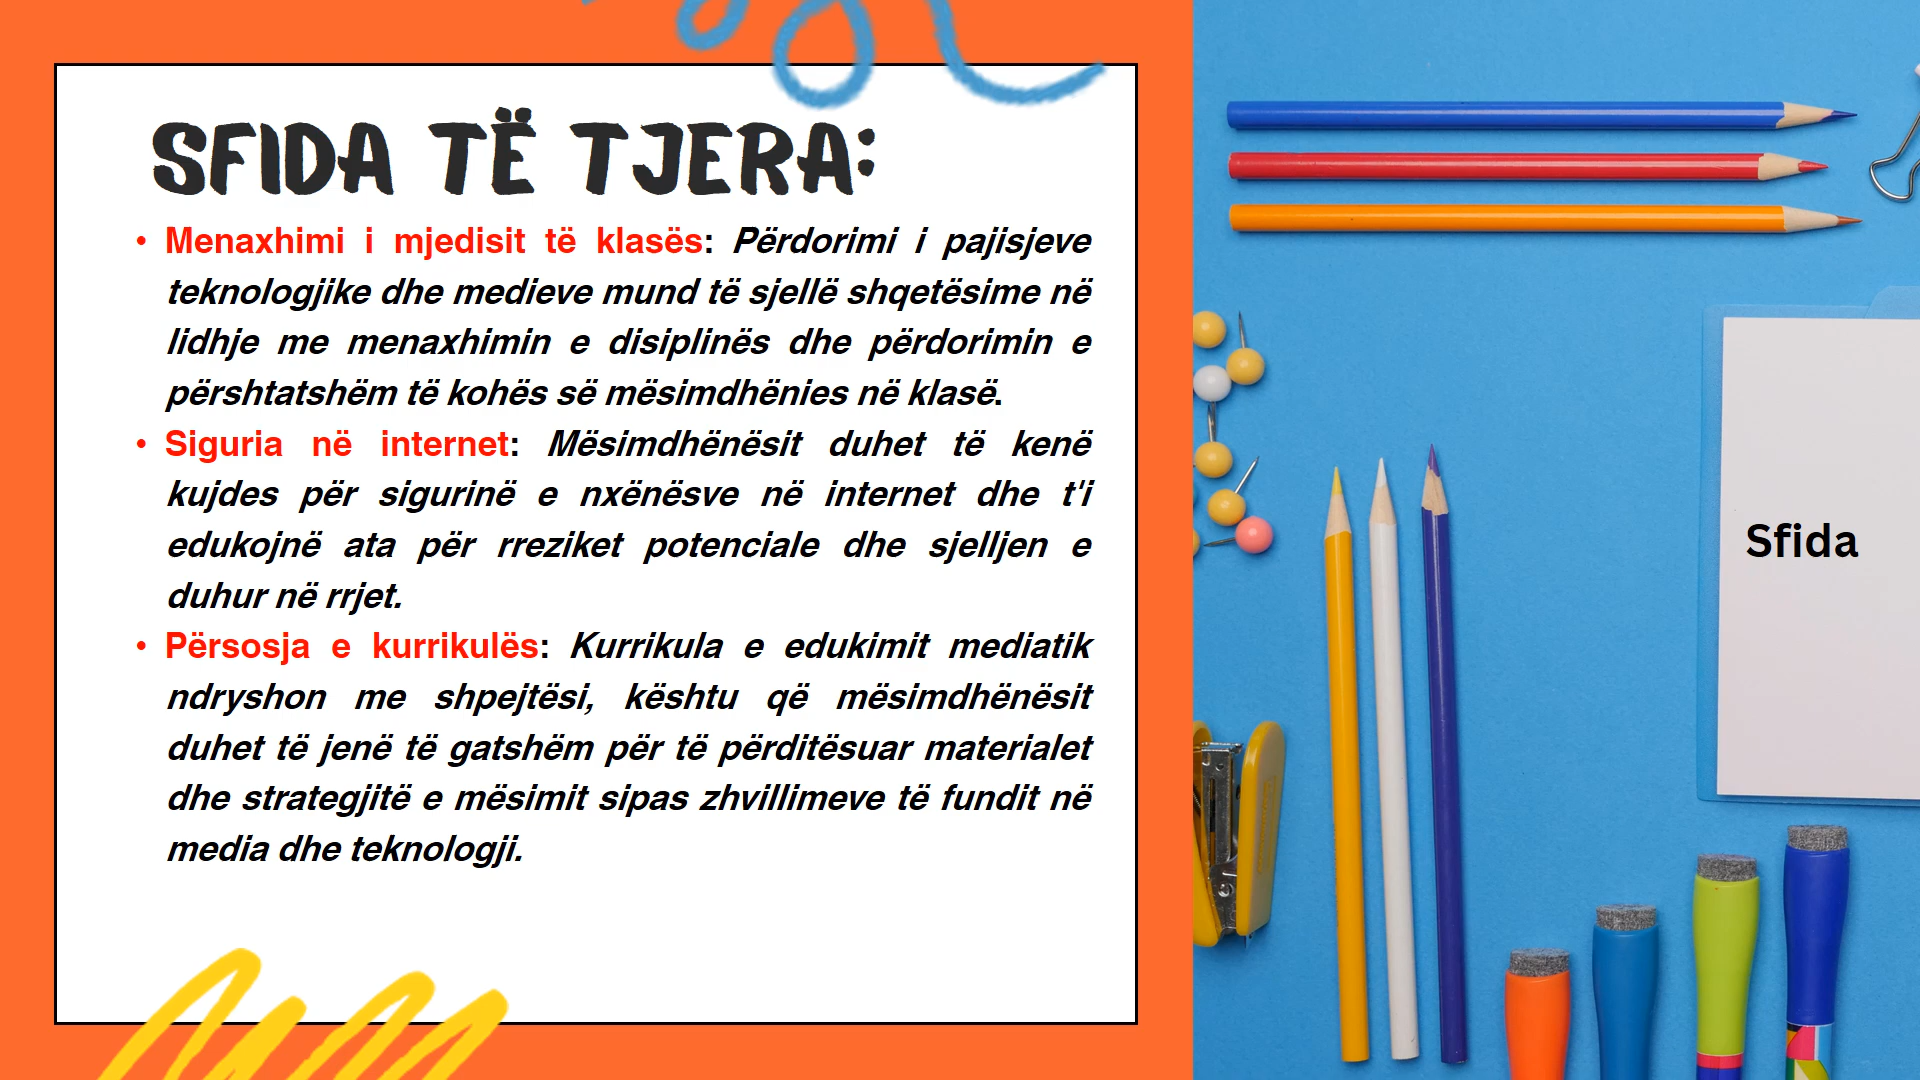 SFIDA TË TJERA:
• Menaxhimi i mjedisit të klasës: Përdorimi i pajisjeve
teknologjike dhe medieve mund të sjellë shqetësime në
lidhje me menaxhimin e disiplinës dhe përdorimin e
përshtatshëm të kohës së mësimdhënies në klasë.
• Siguria në internet: Mësimdhënësit duhet të kenë
kujdes për sigurinë e nxënësve në internet dhe t'i
edukojnë ata për rreziket potenciale dhe sjelljen e
duhur në rrjet.
• Përsosja e kurrikulës: Kurrikula e edukimit mediatik
ndryshon me shpejtësi, kështu që mësimdhënësit
duhet të jenë të gatshëm për të përditësuar materialet
dhe strategjitë e mësimit sipas zhvillimeve të fundit në
media dhe teknologji.
Sfida